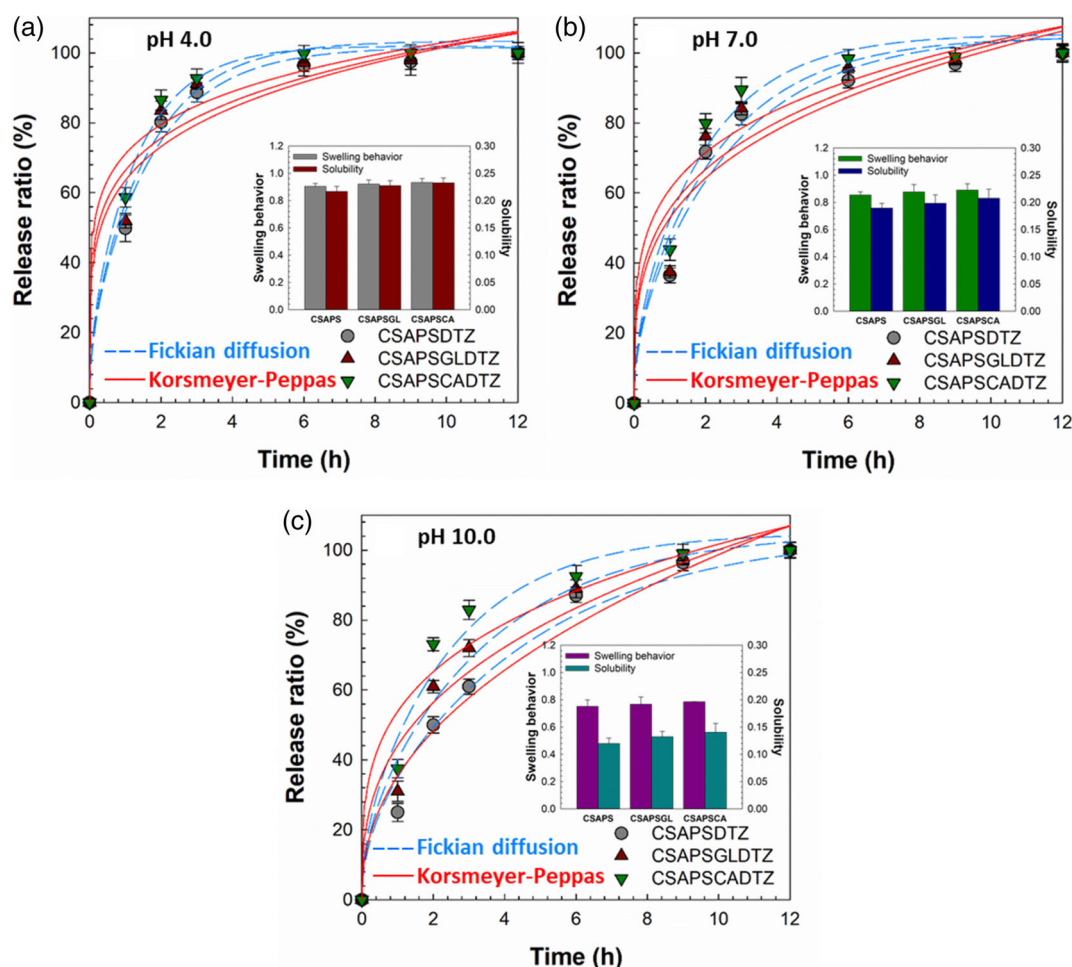 (a)
pH 4.0
Release ratio (%)
100
80
60
40
20
0
0 2 4 6 8 10 12
Time (h)
Fickian diffusion
Korsmeyer-Peppas
CSAPSDTZ
CSAPSGLDTZ
CSAPSCADTZ
Swelling behavior
Solubility
Swelling behavior
1.2
1.0
0.8
0.6
0.4
0.2
0.0
0.30
0.25
0.20
0.15
0.10
0.05
0.00
Solubility
CSAPS CSAPSGL CSAPSCA
(b)
pH 7.0
Release ratio (%)
100
80
60
40
20
0
0 2 4 6 8 10 12
Time (h)
Fickian diffusion
Korsmeyer-Peppas
CSAPSDTZ
CSAPSGLDTZ
CSAPSCADTZ
Swelling behavior
Solubility
Swelling behavior
1.2
1.0
0.8
0.6
0.4
0.2
0.0
0.30
0.25
0.20
0.15
0.10
0.05
0.00
Solubility
CSAPS CSAPSGL CSAPSCA
(c)
pH 10.0
Release ratio (%)
100
80
60
40
20
0
0 2 4 6 8 10 12
Time (h)
Fickian diffusion
Korsmeyer-Peppas
CSAPSDTZ
CSAPSGLDTZ
CSAPSCADTZ
Swelling behavior
Solubility
Swelling behavior
1.2
1.0
0.8
0.6
0.4
0.2
0.0
0.30
0.25
0.20
0.15
0.10
0.05
0.00
Solubility
CSAPS CSAPSGL CSAPSCA